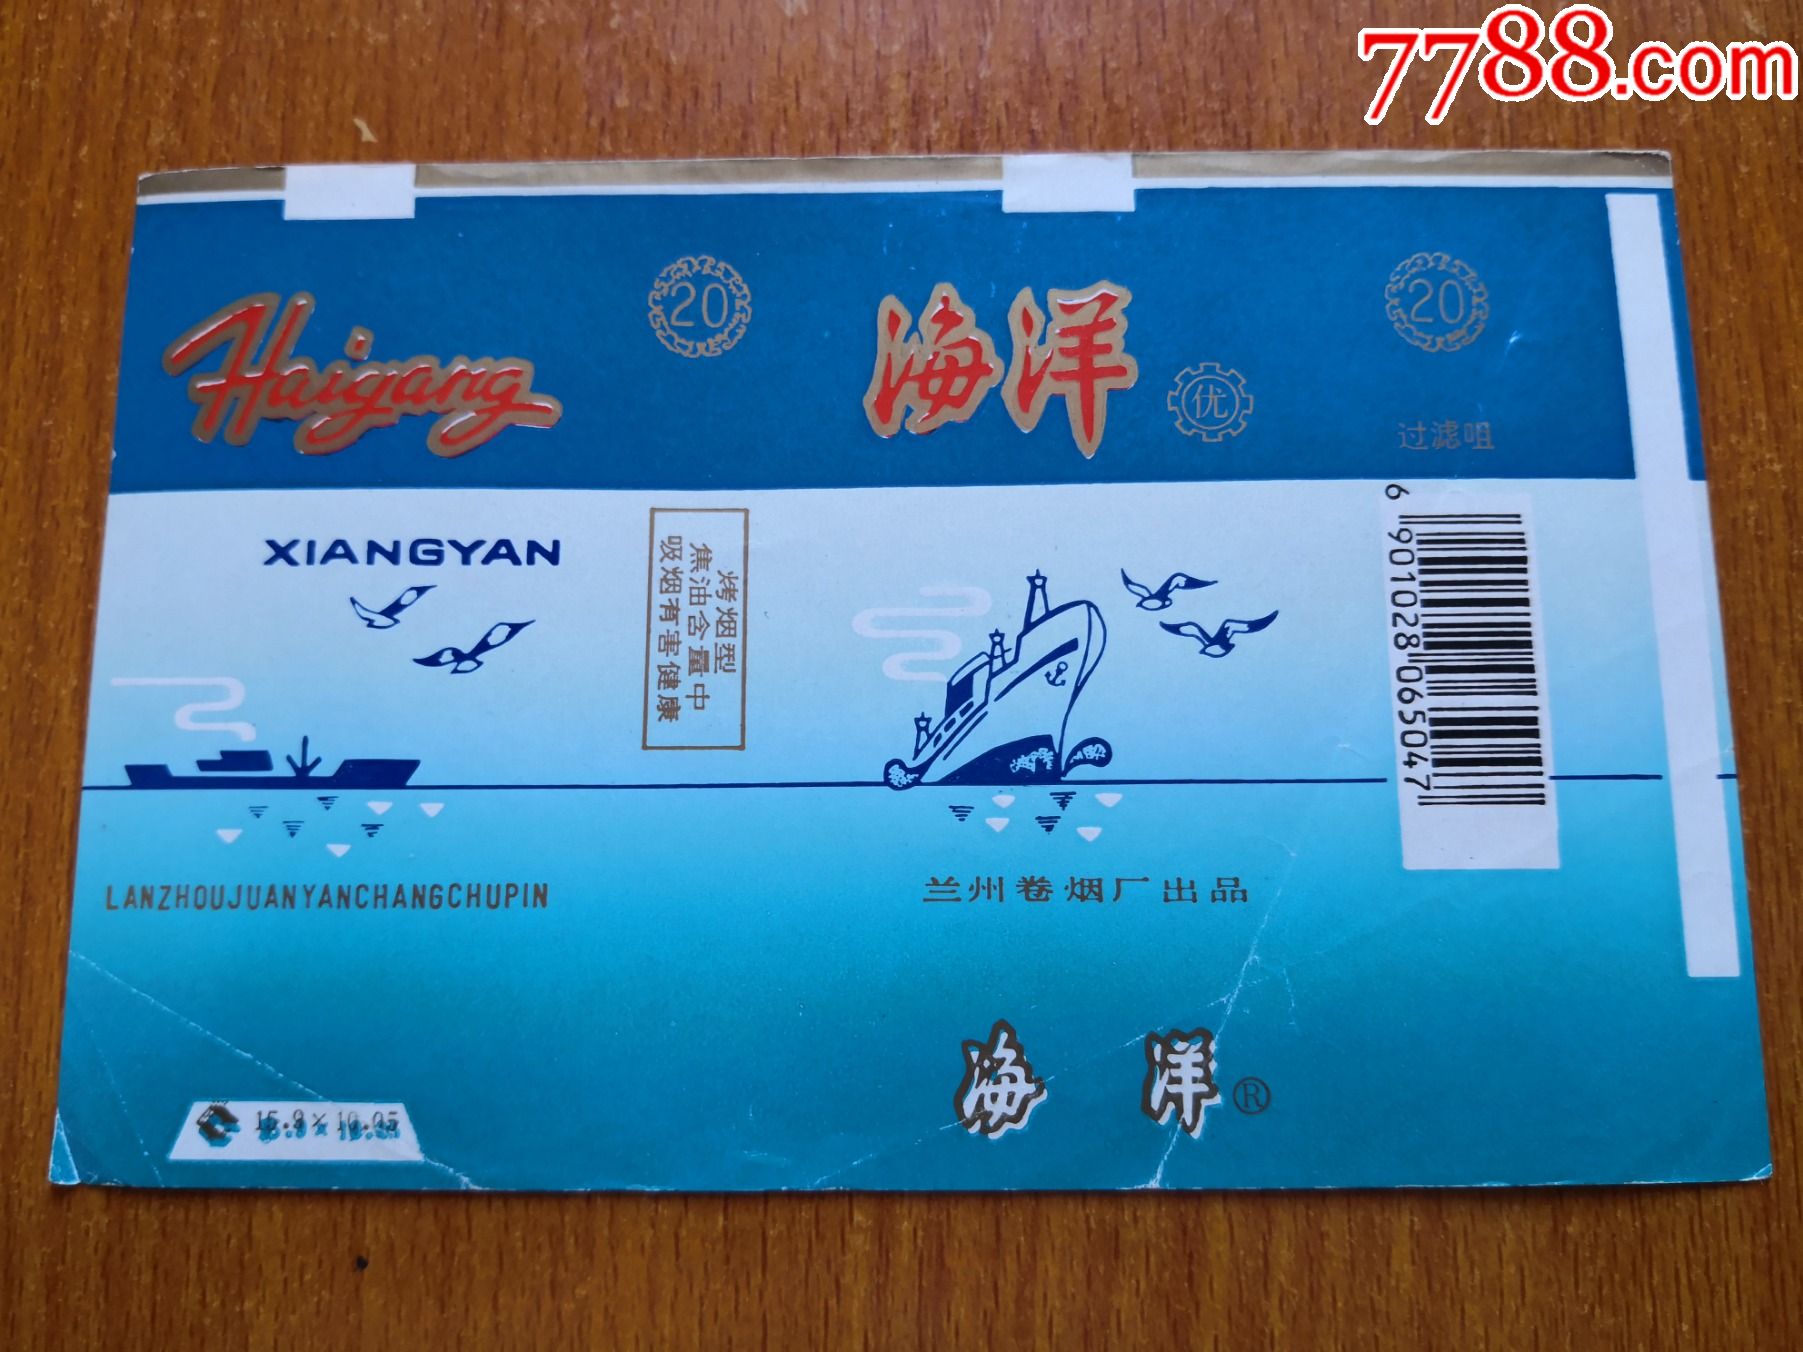 7788.com
Haigang
20
海洋
优
20
过滤咀
XIANGYAN
烤烟型
焦油含量中
吸烟有害健康
6 901028 065047
LANZHOUJUANYANCHANGCHUPIN
兰州卷烟厂出品
海洋®
15.9×10.05